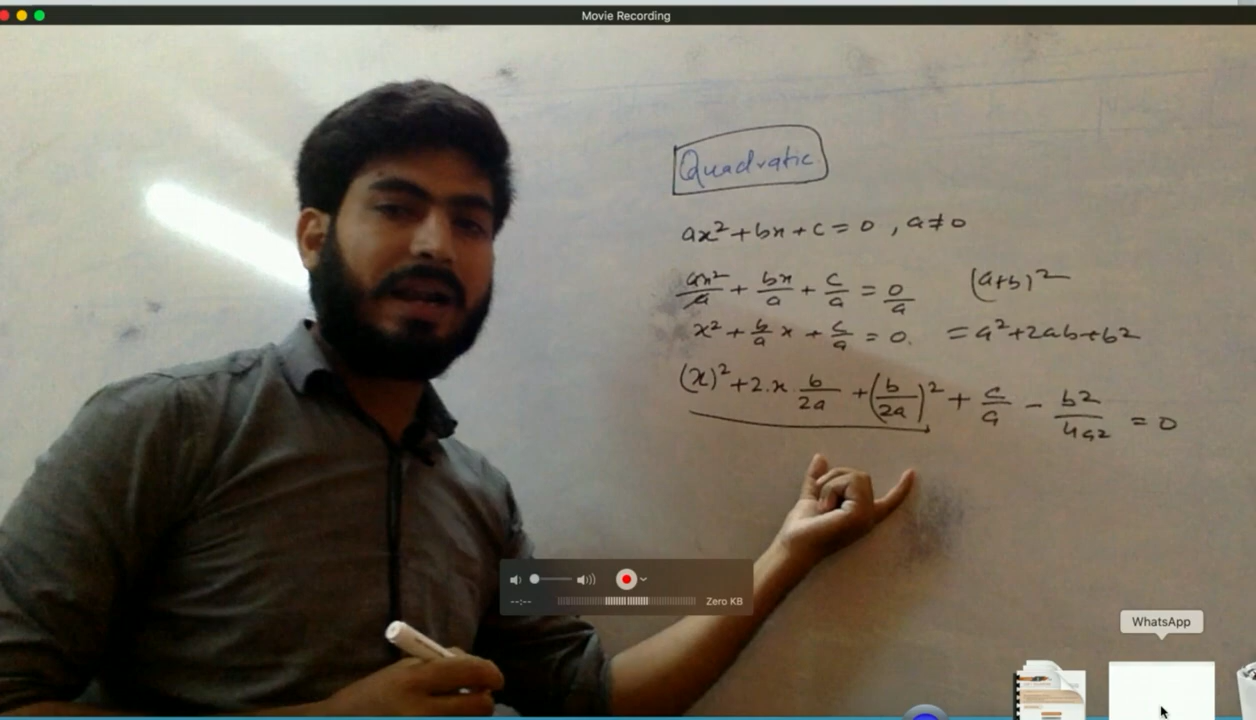 Movie Recording
Quadratic
ax²+bx+c=0, a≠0
ax²/a + bx/a + c/a = 0/a
(a+b)²
x² + b/a x + c/a = 0.
= a²+2ab+b²
(x)²+2.x.b/2a +(b/2a)² + c/a - b²/4a² = 0
--:--
Zero KB
WhatsApp